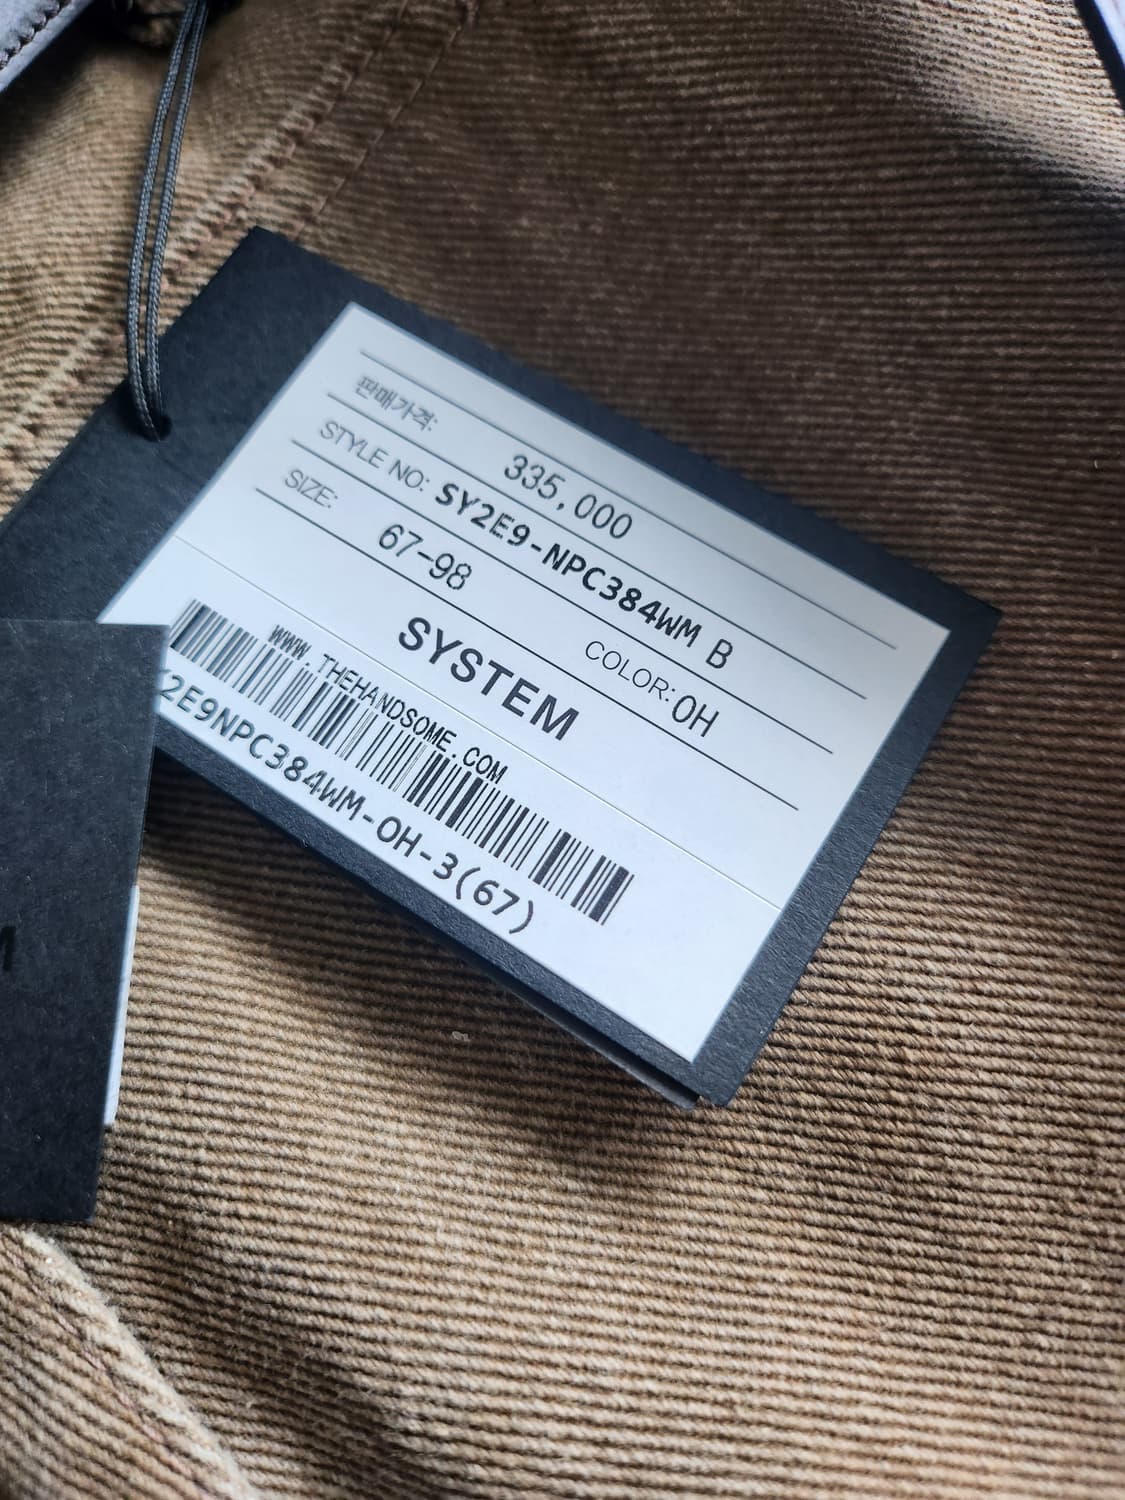 판매가격: 335,000
STYLE NO: SY2E9-NPC384WM B
SIZE: 67-98 COLOR: OH
SYSTEM
WWW.THEHANDSOME.COM
2E9NPC384WM-OH-3(67)
M